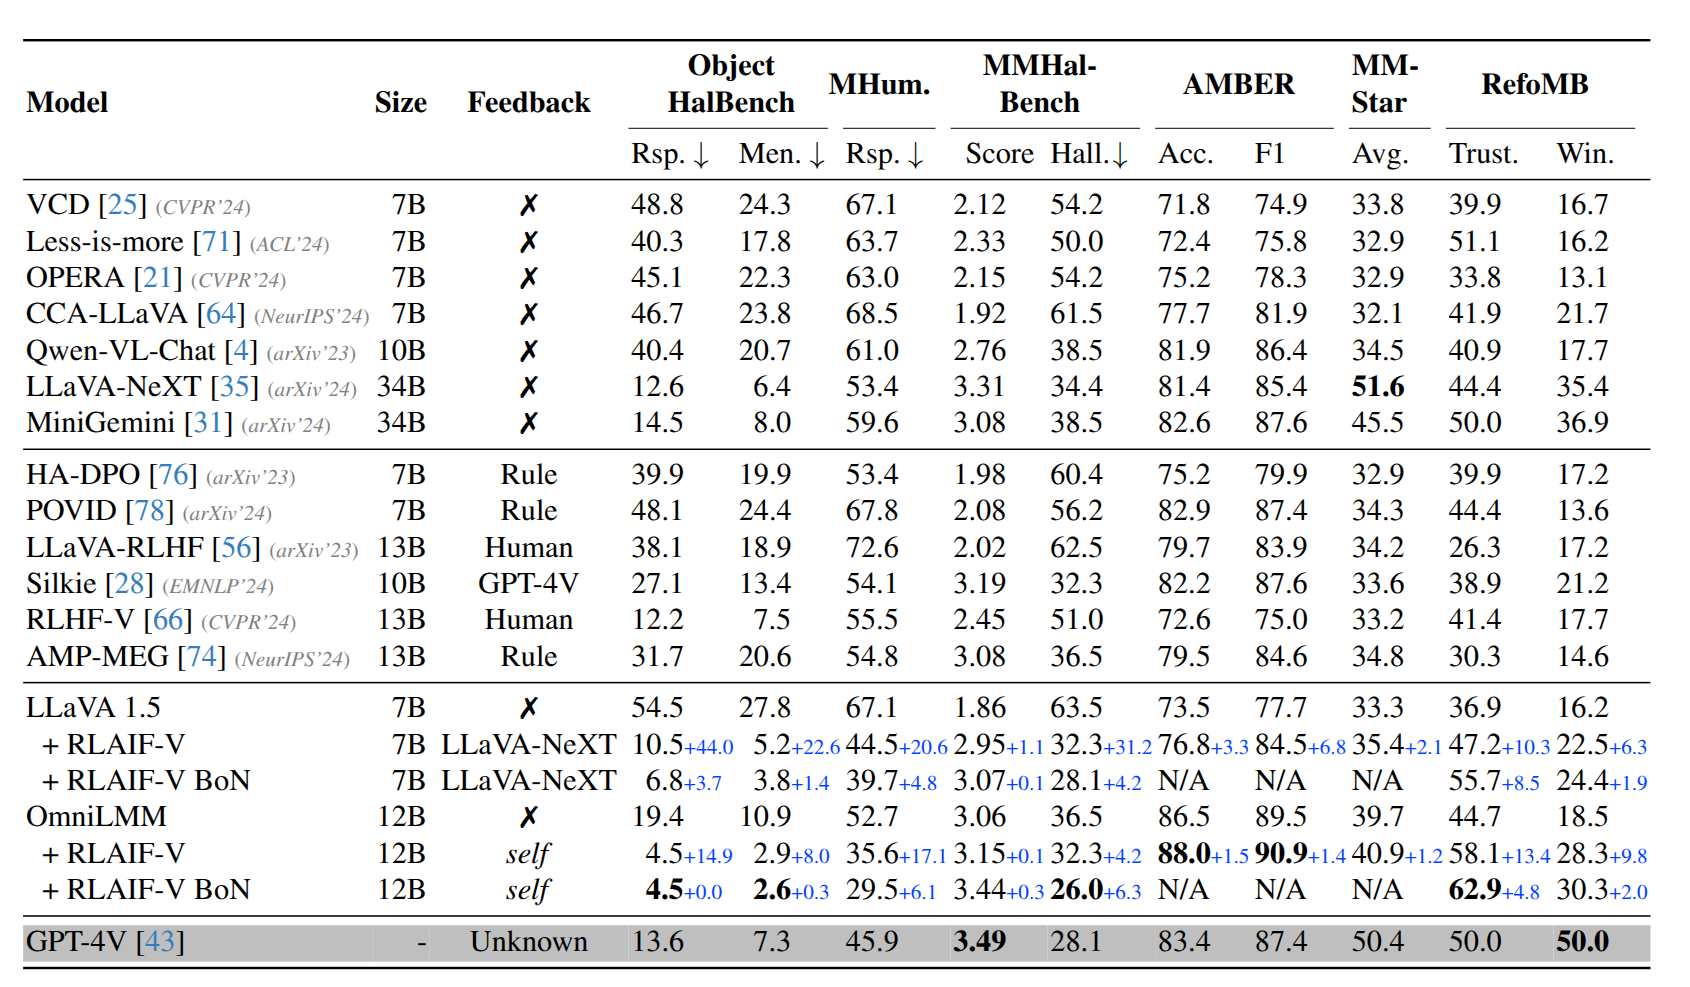 Model Size Feedback Object HalBench MHum. MMHal-Bench AMBER MM-Star RefoMB
Rsp. ↓ Men. ↓ Rsp. ↓ Score Hall.↓ Acc. F1 Avg. Trust. Win.
VCD [25] (CVPR'24) 7B ✗ 48.8 24.3 67.1 2.12 54.2 71.8 74.9 33.8 39.9 16.7
Less-is-more [71] (ACL'24) 7B ✗ 40.3 17.8 63.7 2.33 50.0 72.4 75.8 32.9 51.1 16.2
OPERA [21] (CVPR'24) 7B ✗ 45.1 22.3 63.0 2.15 54.2 75.2 78.3 32.9 33.8 13.1
CCA-LLaVA [64] (NeurIPS'24) 7B ✗ 46.7 23.8 68.5 1.92 61.5 77.7 81.9 32.1 41.9 21.7
Qwen-VL-Chat [4] (arXiv'23) 10B ✗ 40.4 20.7 61.0 2.76 38.5 81.9 86.4 34.5 40.9 17.7
LLaVA-NeXT [35] (arXiv'24) 34B ✗ 12.6 6.4 53.4 3.31 34.4 81.4 85.4 51.6 44.4 35.4
MiniGemini [31] (arXiv'24) 34B ✗ 14.5 8.0 59.6 3.08 38.5 82.6 87.6 45.5 50.0 36.9
HA-DPO [76] (arXiv'23) 7B Rule 39.9 19.9 53.4 1.98 60.4 75.2 79.9 32.9 39.9 17.2
POVID [78] (arXiv'24) 7B Rule 48.1 24.4 67.8 2.08 56.2 82.9 87.4 34.3 44.4 13.6
LLaVA-RLHF [56] (arXiv'23) 13B Human 38.1 18.9 72.6 2.02 62.5 79.7 83.9 34.2 26.3 17.2
Silkie [28] (EMNLP'24) 10B GPT-4V 27.1 13.4 54.1 3.19 32.3 82.2 87.6 33.6 38.9 21.2
RLHF-V [66] (CVPR'24) 13B Human 12.2 7.5 55.5 2.45 51.0 72.6 75.0 33.2 41.4 17.7
AMP-MEG [74] (NeurIPS'24) 13B Rule 31.7 20.6 54.8 3.08 36.5 79.5 84.6 34.8 30.3 14.6
LLaVA 1.5 7B ✗ 54.5 27.8 67.1 1.86 63.5 73.5 77.7 33.3 36.9 16.2
+ RLAIF-V 7B LLaVA-NeXT 10.5+44.0 5.2+22.6 44.5+20.6 2.95+1.1 32.3+31.2 76.8+3.3 84.5+6.8 35.4+2.1 47.2+10.3 22.5+6.3
+ RLAIF-V BoN 7B LLaVA-NeXT 6.8+3.7 3.8+1.4 39.7+4.8 3.07+0.1 28.1+4.2 N/A N/A N/A 55.7+8.5 24.4+1.9
OmniLMM 12B ✗ 19.4 10.9 52.7 3.06 36.5 86.5 89.5 39.7 44.7 18.5
+ RLAIF-V 12B self 4.5+14.9 2.9+8.0 35.6+17.1 3.15+0.1 32.3+4.2 88.0+1.5 90.9+1.4 40.9+1.2 58.1+13.4 28.3+9.8
+ RLAIF-V BoN 12B self 4.5+0.0 2.6+0.3 29.5+6.1 3.44+0.3 26.0+6.3 N/A N/A N/A 62.9+4.8 30.3+2.0
GPT-4V [43] - Unknown 13.6 7.3 45.9 3.49 28.1 83.4 87.4 50.4 50.0 50.0